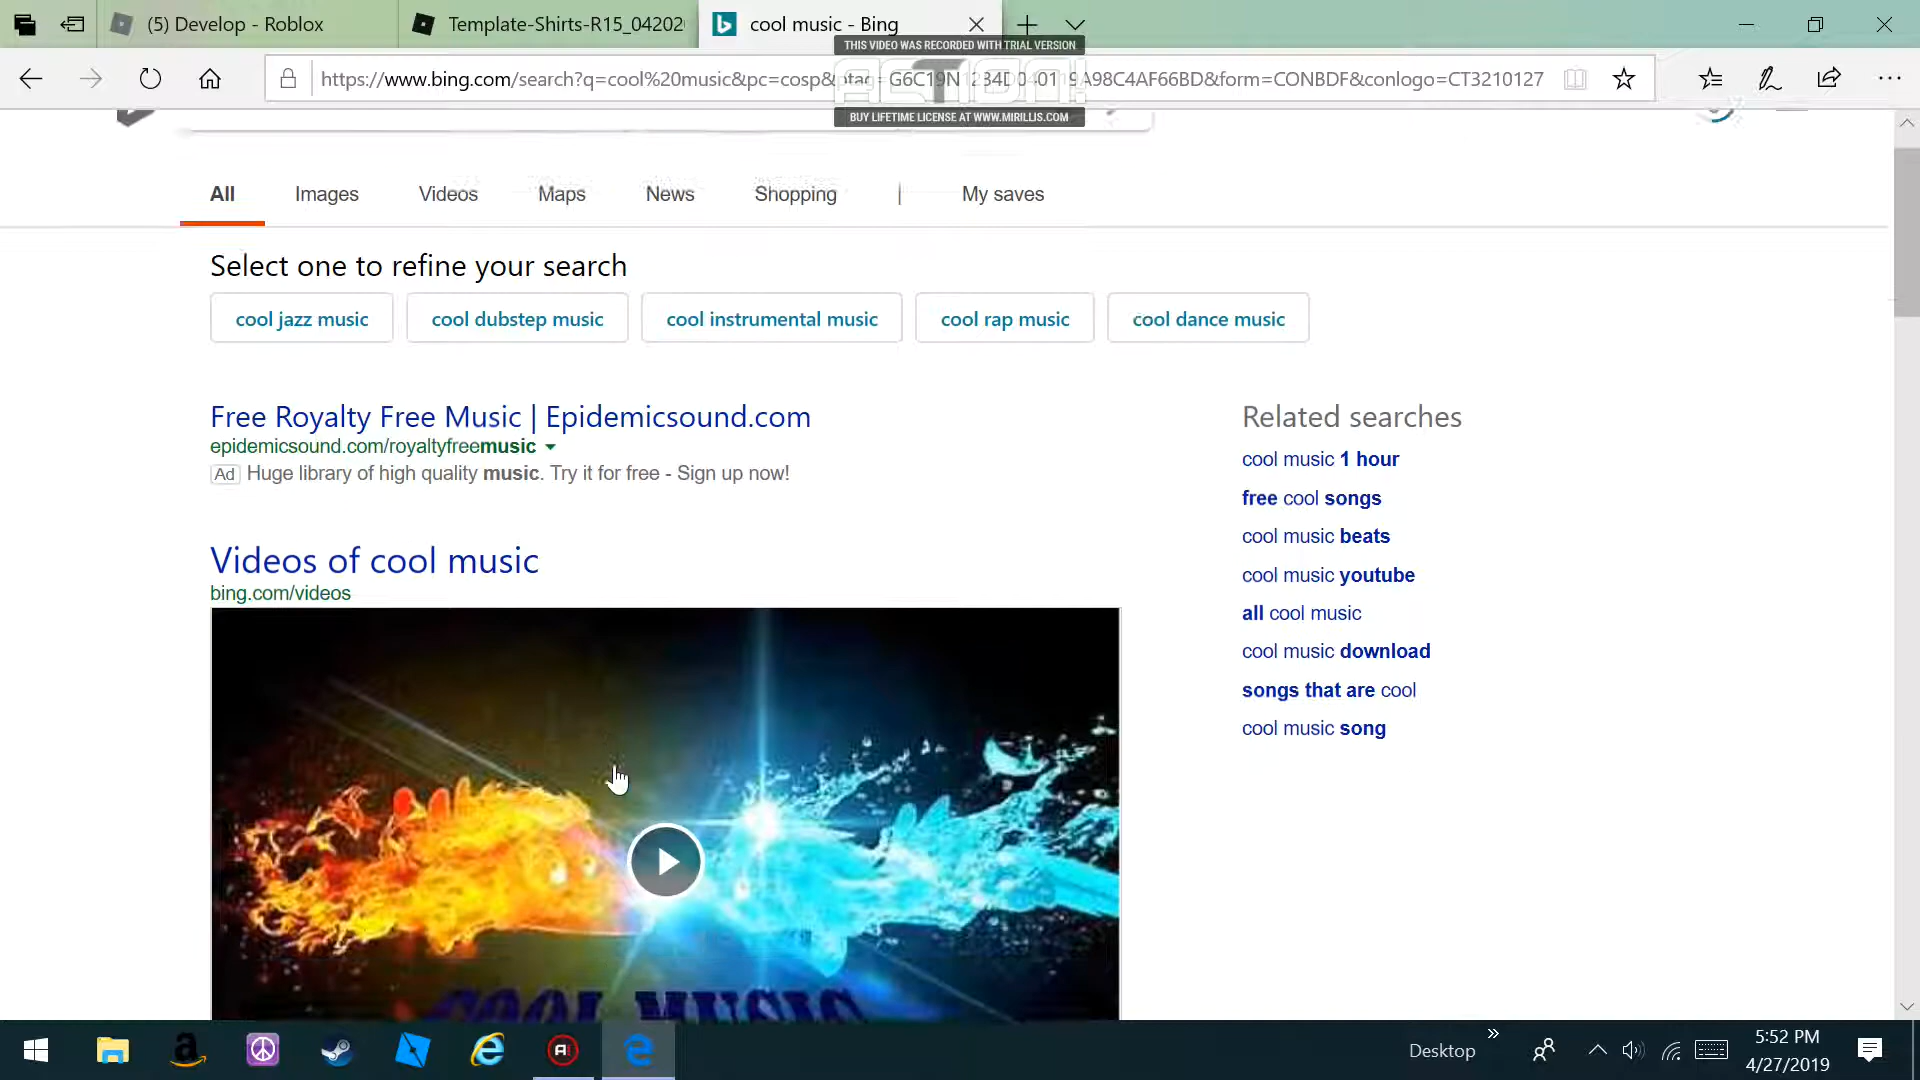 (5) Develop - Roblox
Template-Shirts-R15_04202
cool music - Bing
THIS VIDEO WAS RECORDED WITH TRIAL VERSION
ACTION!
BUY LIFETIME LICENSE AT WWW.MIRILLIS.COM
https://www.bing.com/search?q=cool%20music&pc=cosp&ptag=G6C19N1234D040119A98C4AF66BD&form=CONBDF&conlogo=CT3210127
All Images Videos Maps News Shopping | My saves
Select one to refine your search
cool jazz music
cool dubstep music
cool instrumental music
cool rap music
cool dance music
Free Royalty Free Music | Epidemicsound.com
epidemicsound.com/royaltyfreemusic
Ad Huge library of high quality music. Try it for free - Sign up now!
Videos of cool music
bing.com/videos
COOL MUSIC
Related searches
cool music 1 hour
free cool songs
cool music beats
cool music youtube
all cool music
cool music download
songs that are cool
cool music song
Desktop
5:52 PM
4/27/2019